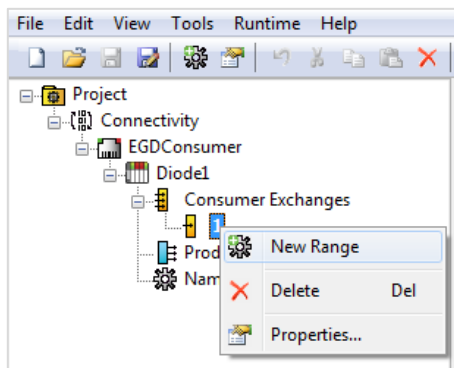 File Edit View Tools Runtime Help
Project
Connectivity
EGDConsumer
Diode1
Consumer Exchanges
1
New Range
Prod
Nam
Delete Del
Properties...